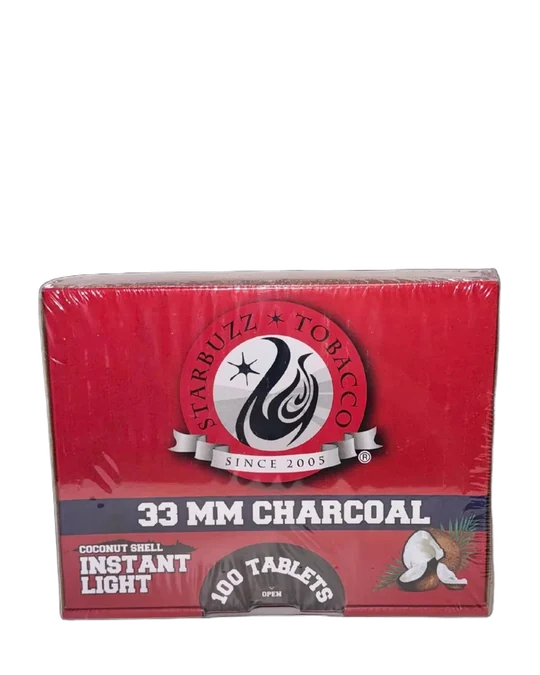 STARBUZZ ★ TOBACCO
SINCE 2005
®
33 MM CHARCOAL
COCONUT SHELL
INSTANT
LIGHT
100 TABLETS
OPEN